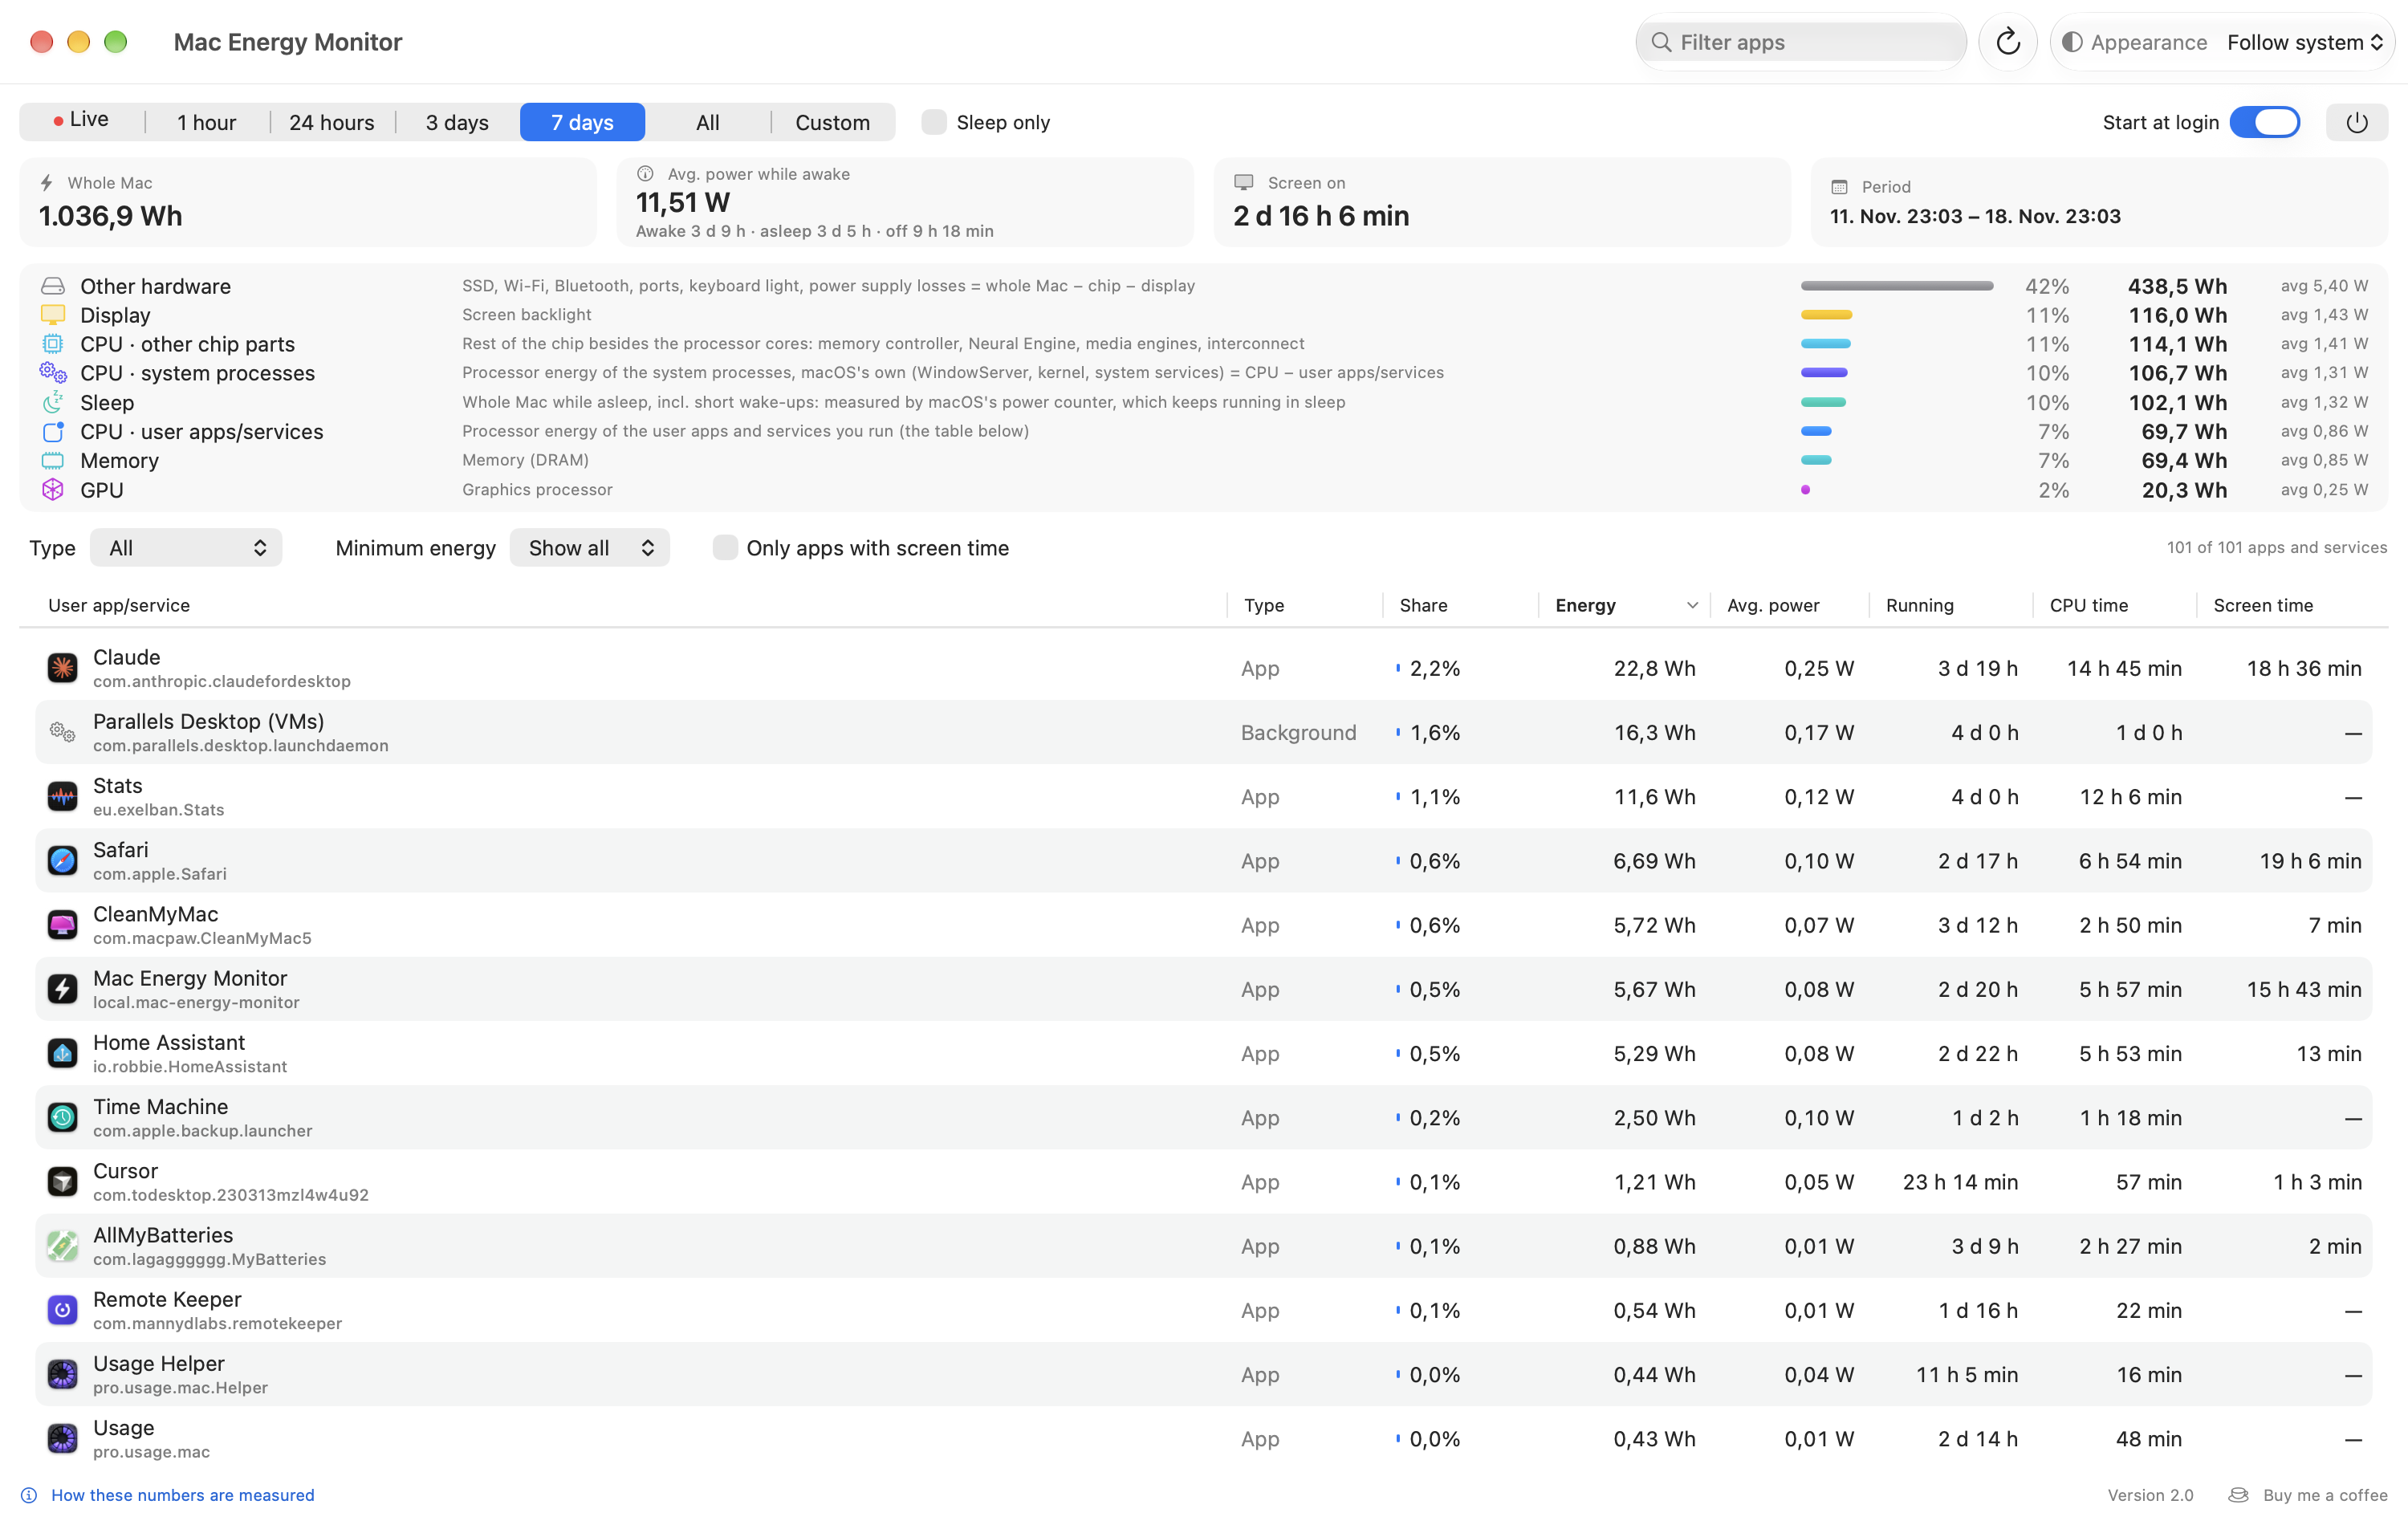 Mac Energy Monitor
Filter apps
Appearance Follow system
Live 1 hour 24 hours 3 days 7 days All Custom Sleep only Start at login
Whole Mac
1.036,9 Wh
Avg. power while awake
11,51 W
Awake 3 d 9 h · asleep 3 d 5 h · off 9 h 18 min
Screen on
2 d 16 h 6 min
Period
11. Nov. 23:03 – 18. Nov. 23:03
Other hardware SSD, Wi-Fi, Bluetooth, ports, keyboard light, power supply losses = whole Mac – chip – display 42% 438,5 Wh avg 5,40 W
Display Screen backlight 11% 116,0 Wh avg 1,43 W
CPU · other chip parts Rest of the chip besides the processor cores: memory controller, Neural Engine, media engines, interconnect 11% 114,1 Wh avg 1,41 W
CPU · system processes Processor energy of the system processes, macOS's own (WindowServer, kernel, system services) = CPU – user apps/services 10% 106,7 Wh avg 1,31 W
Sleep Whole Mac while asleep, incl. short wake-ups: measured by macOS's power counter, which keeps running in sleep 10% 102,1 Wh avg 1,32 W
CPU · user apps/services Processor energy of the user apps and services you run (the table below) 7% 69,7 Wh avg 0,86 W
Memory Memory (DRAM) 7% 69,4 Wh avg 0,85 W
GPU Graphics processor 2% 20,3 Wh avg 0,25 W
Type All Minimum energy Show all Only apps with screen time 101 of 101 apps and services
User app/service Type Share Energy Avg. power Running CPU time Screen time
Claude
com.anthropic.claudefordesktop
App 2,2% 22,8 Wh 0,25 W 3 d 19 h 14 h 45 min 18 h 36 min
Parallels Desktop (VMs)
com.parallels.desktop.launchdaemon
Background 1,6% 16,3 Wh 0,17 W 4 d 0 h 1 d 0 h —
Stats
eu.exelban.Stats
App 1,1% 11,6 Wh 0,12 W 4 d 0 h 12 h 6 min —
Safari
com.apple.Safari
App 0,6% 6,69 Wh 0,10 W 2 d 17 h 6 h 54 min 19 h 6 min
CleanMyMac
com.macpaw.CleanMyMac5
App 0,6% 5,72 Wh 0,07 W 3 d 12 h 2 h 50 min 7 min
Mac Energy Monitor
local.mac-energy-monitor
App 0,5% 5,67 Wh 0,08 W 2 d 20 h 5 h 57 min 15 h 43 min
Home Assistant
io.robbie.HomeAssistant
App 0,5% 5,29 Wh 0,08 W 2 d 22 h 5 h 53 min 13 min
Time Machine
com.apple.backup.launcher
App 0,2% 2,50 Wh 0,10 W 1 d 2 h 1 h 18 min —
Cursor
com.todesktop.230313mzl4w4u92
App 0,1% 1,21 Wh 0,05 W 23 h 14 min 57 min 1 h 3 min
AllMyBatteries
com.lagagggggg.MyBatteries
App 0,1% 0,88 Wh 0,01 W 3 d 9 h 2 h 27 min 2 min
Remote Keeper
com.mannydlabs.remotekeeper
App 0,1% 0,54 Wh 0,01 W 1 d 16 h 22 min —
Usage Helper
pro.usage.mac.Helper
App 0,0% 0,44 Wh 0,04 W 11 h 5 min 16 min —
Usage
pro.usage.mac
App 0,0% 0,43 Wh 0,01 W 2 d 14 h 48 min —
How these numbers are measured Version 2.0 Buy me a coffee